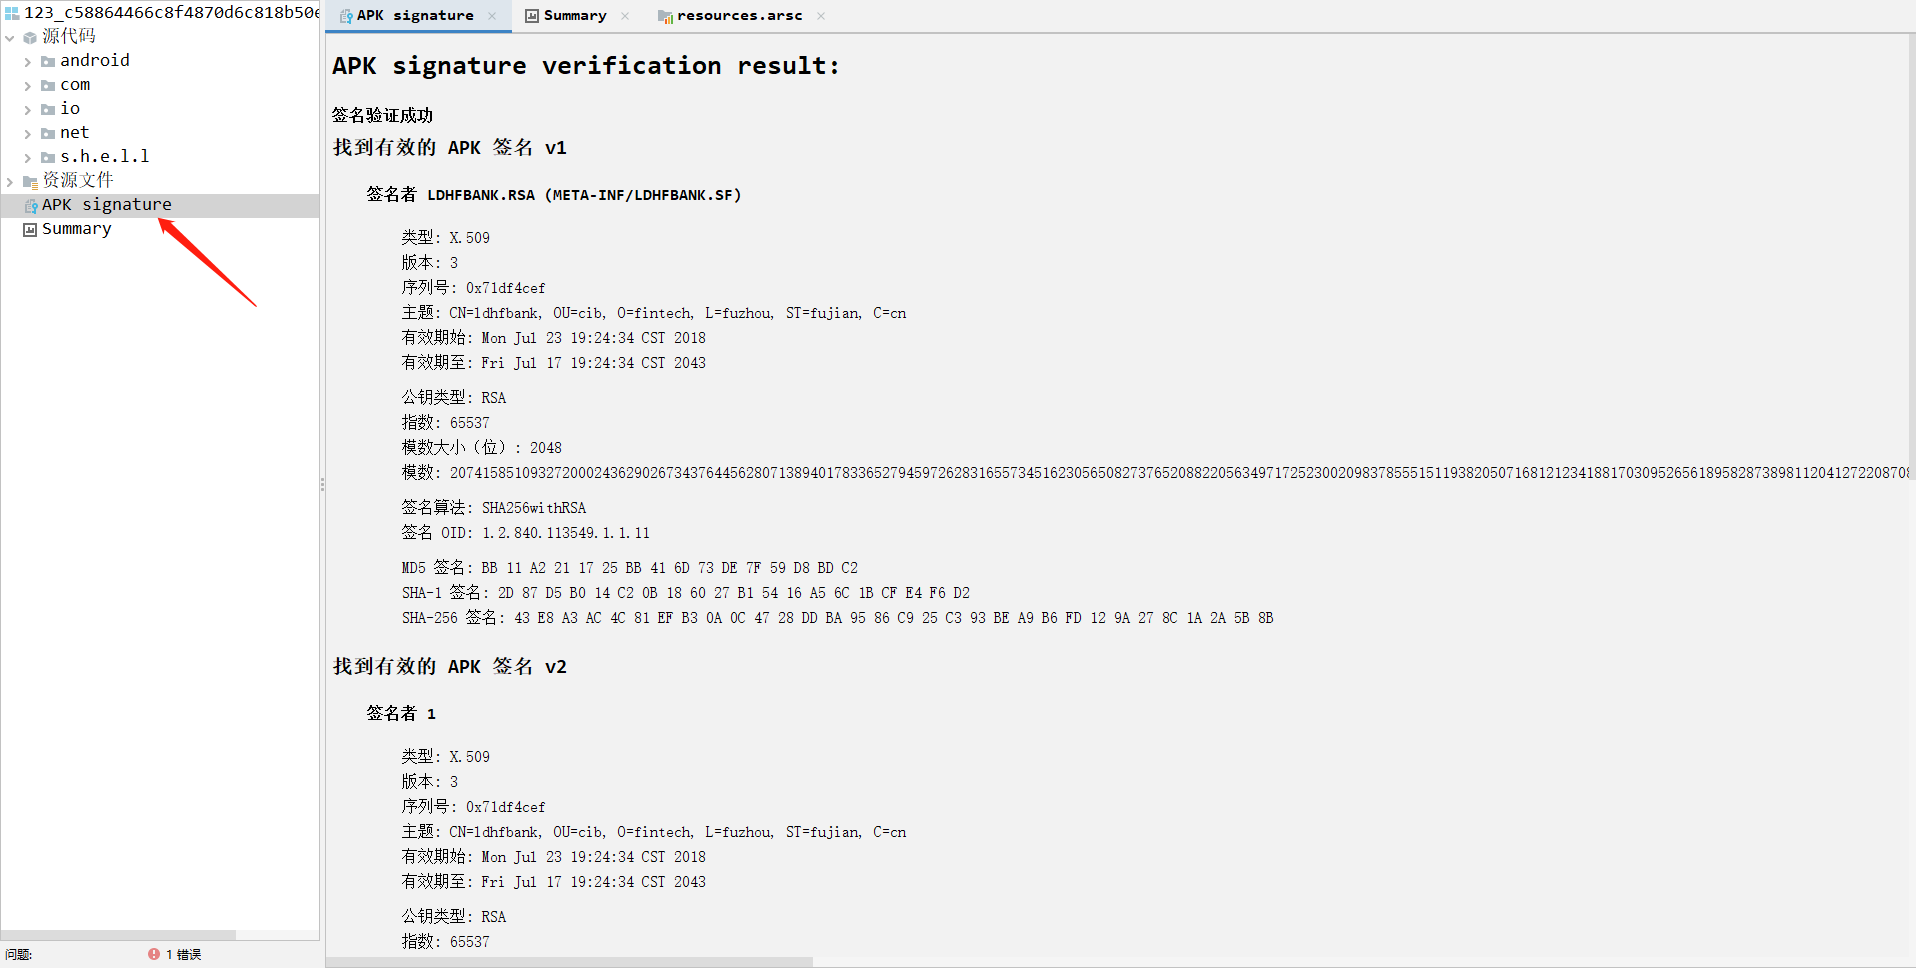 123_c58864466c8f4870d6c818b50e
源代码
android
com
io
net
s.h.e.l.l
资源文件
APK signature
Summary
问题:
1 错误
APK signature
Summary
resources.arsc
APK signature verification result:
签名验证成功
找到有效的 APK 签名 v1
签名者 LDHFBANK.RSA (META-INF/LDHFBANK.SF)
类型: X.509
版本: 3
序列号: 0x71df4cef
主题: CN=ldhfbank, OU=cib, O=fintech, L=fuzhou, ST=fujian, C=cn
有效期始: Mon Jul 23 19:24:34 CST 2018
有效期至: Fri Jul 17 19:24:34 CST 2043
公钥类型: RSA
指数: 65537
模数大小（位）: 2048
模数: 207415851093272000243629026734376445628071389401783365279459726283165573451623056508273765208822056349717252300209837855515119382050716812123418817030952656189582873898112041272208708
签名算法: SHA256withRSA
签名 OID: 1.2.840.113549.1.1.11
MD5 签名: BB 11 A2 21 17 25 BB 41 6D 73 DE 7F 59 D8 BD C2
SHA-1 签名: 2D 87 D5 B0 14 C2 0B 18 60 27 B1 54 16 A5 6C 1B CF E4 F6 D2
SHA-256 签名: 43 E8 A3 AC 4C 81 EF B3 0A 0C 47 28 DD BA 95 86 C9 25 C3 93 BE A9 B6 FD 12 9A 27 8C 1A 2A 5B 8B
找到有效的 APK 签名 v2
签名者 1
类型: X.509
版本: 3
序列号: 0x71df4cef
主题: CN=ldhfbank, OU=cib, O=fintech, L=fuzhou, ST=fujian, C=cn
有效期始: Mon Jul 23 19:24:34 CST 2018
有效期至: Fri Jul 17 19:24:34 CST 2043
公钥类型: RSA
指数: 65537